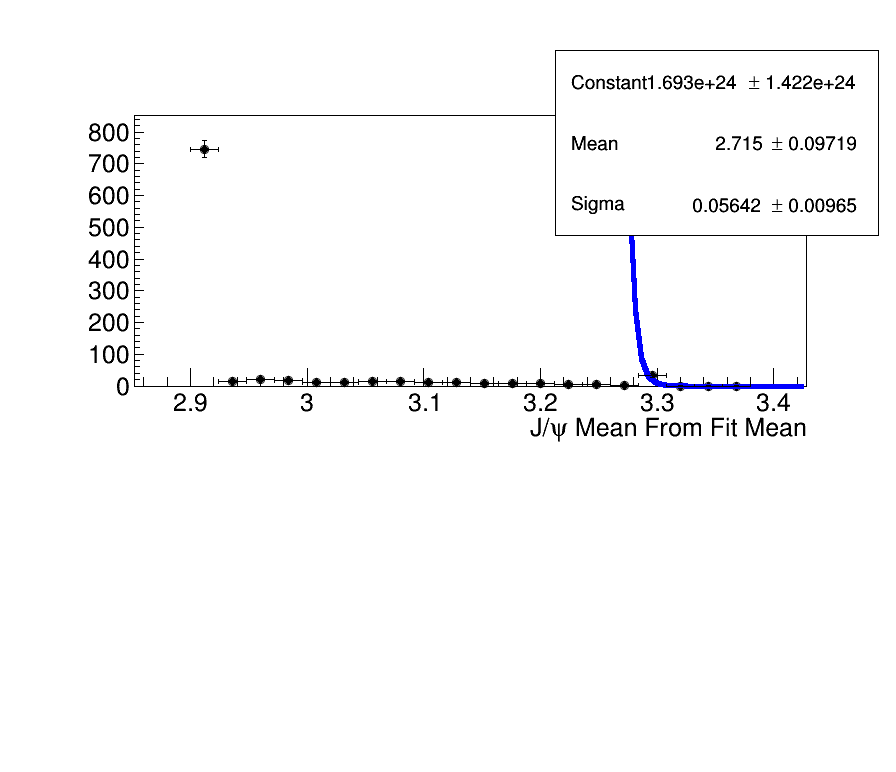 Constant1.693e+24 ± 1.422e+24
Mean 2.715 ± 0.09719
Sigma 0.05642 ± 0.00965
800
700
600
500
400
300
200
100
0
2.9 3 3.1 3.2 3.3 3.4
J/ψ Mean From Fit Mean